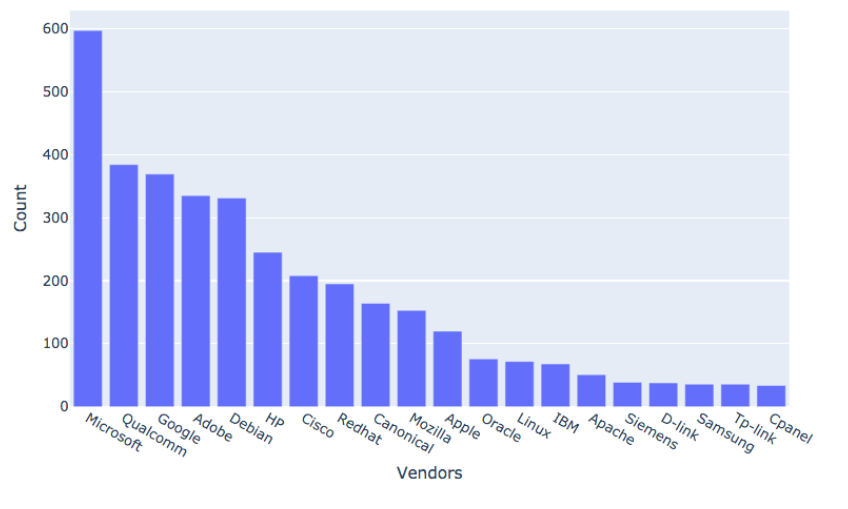 600
500
400
300
200
100
0
Count
Microsoft
Qualcomm
Google
Adobe
Debian
HP
Cisco
Redhat
Canonical
Mozilla
Apple
Oracle
Linux
IBM
Apache
Siemens
D-link
Samsung
Tp-link
Cpanel
Vendors